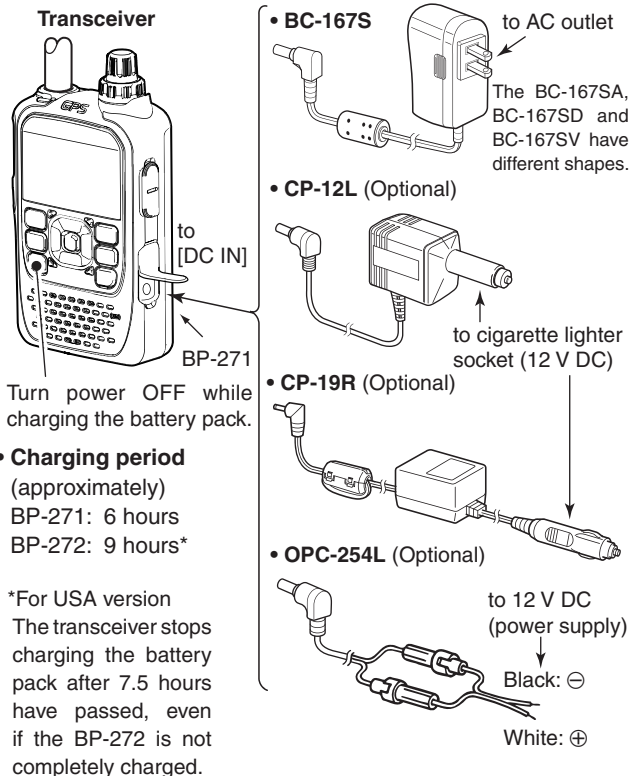 Transceiver
GPS
to
[DC IN]
BP-271
Turn power OFF while
charging the battery pack.
• Charging period
(approximately)
BP-271: 6 hours
BP-272: 9 hours*
*For USA version
The transceiver stops
charging the battery
pack after 7.5 hours
have passed, even
if the BP-272 is not
completely charged.
• BC-167S
to AC outlet
The BC-167SA,
BC-167SD and
BC-167SV have
different shapes.
• CP-12L (Optional)
to cigarette lighter
socket (12 V DC)
• CP-19R (Optional)
• OPC-254L (Optional)
to 12 V DC
(power supply)
Black: ⊖
White: ⊕